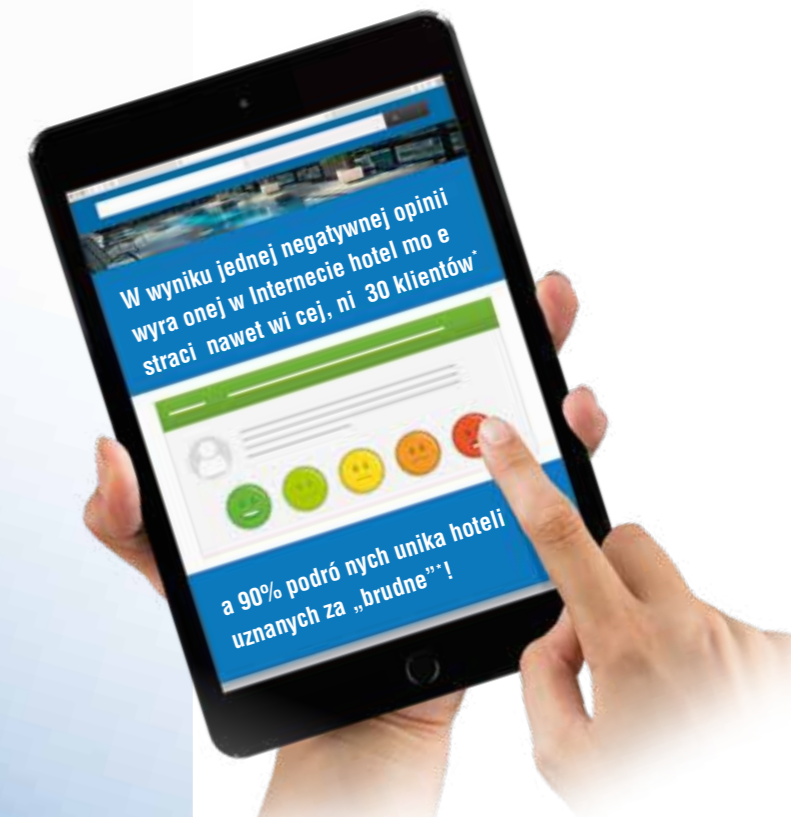 W wyniku jednej negatywnej opinii
wyra onej w Internecie hotel mo e
straci  nawet wi cej, ni  30 klientów*
a 90% podró nych unika hoteli
uznanych za „brudne”*!